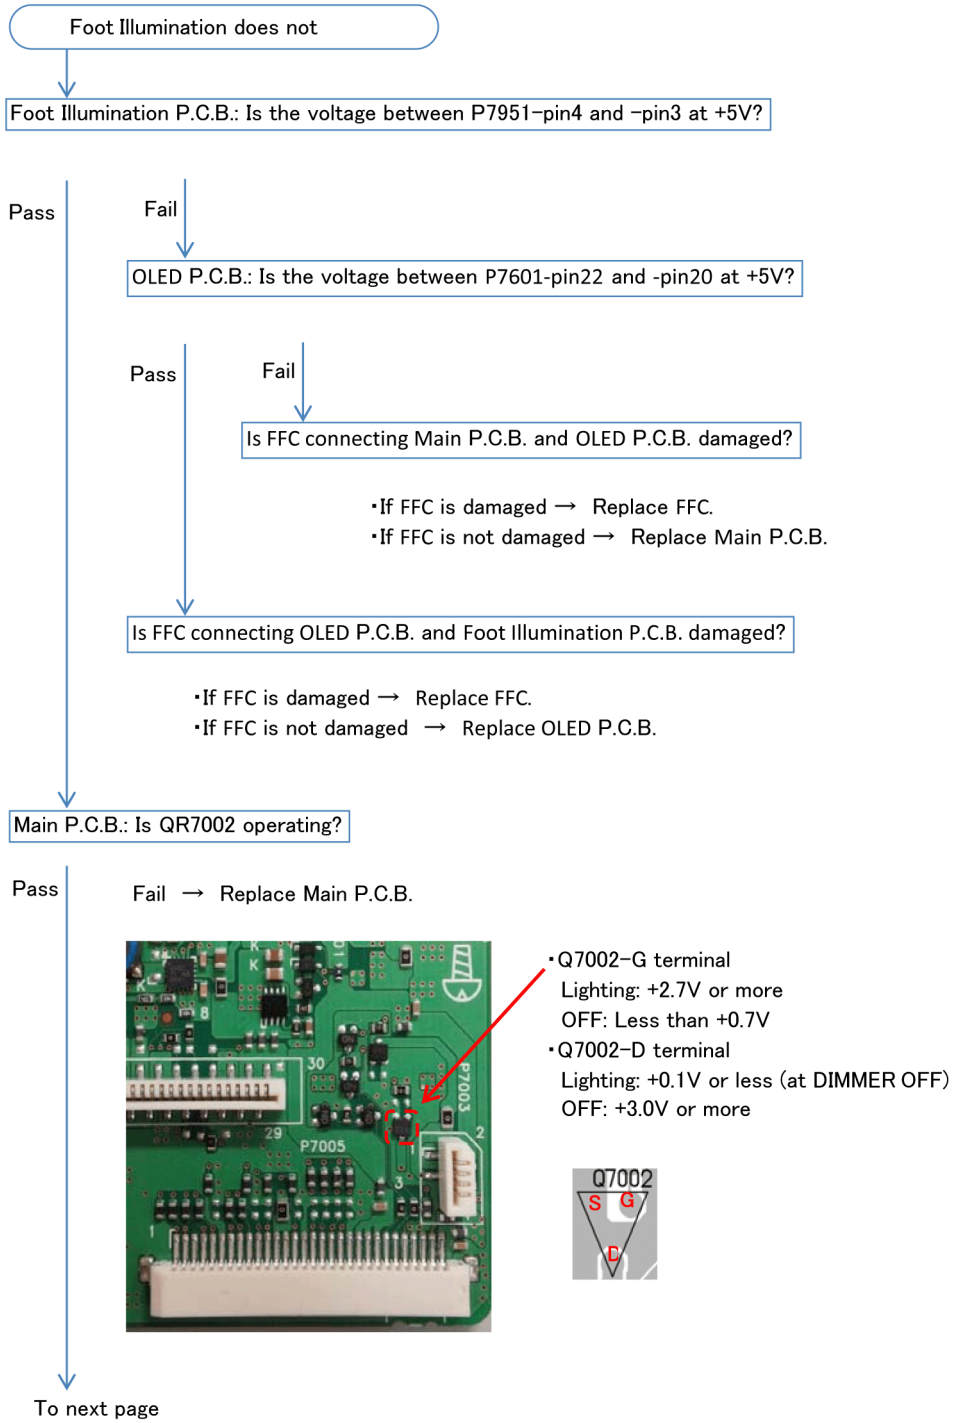 Foot Illumination does not
Foot Illumination P.C.B.: Is the voltage between P7951-pin4 and -pin3 at +5V?
Pass
Fail
OLED P.C.B.: Is the voltage between P7601-pin22 and -pin20 at +5V?
Pass
Fail
Is FFC connecting Main P.C.B. and OLED P.C.B. damaged?
・If FFC is damaged → Replace FFC.
・If FFC is not damaged → Replace Main P.C.B.
Is FFC connecting OLED P.C.B. and Foot Illumination P.C.B. damaged?
・If FFC is damaged → Replace FFC.
・If FFC is not damaged → Replace OLED P.C.B.
Main P.C.B.: Is QR7002 operating?
Pass
Fail → Replace Main P.C.B.
K
K
K
8
30
29
P7005
P7003
1
2
3
1
・Q7002-G terminal
Lighting: +2.7V or more
OFF: Less than +0.7V
・Q7002-D terminal
Lighting: +0.1V or less (at DIMMER OFF)
OFF: +3.0V or more
Q7002
S G
D
To next page